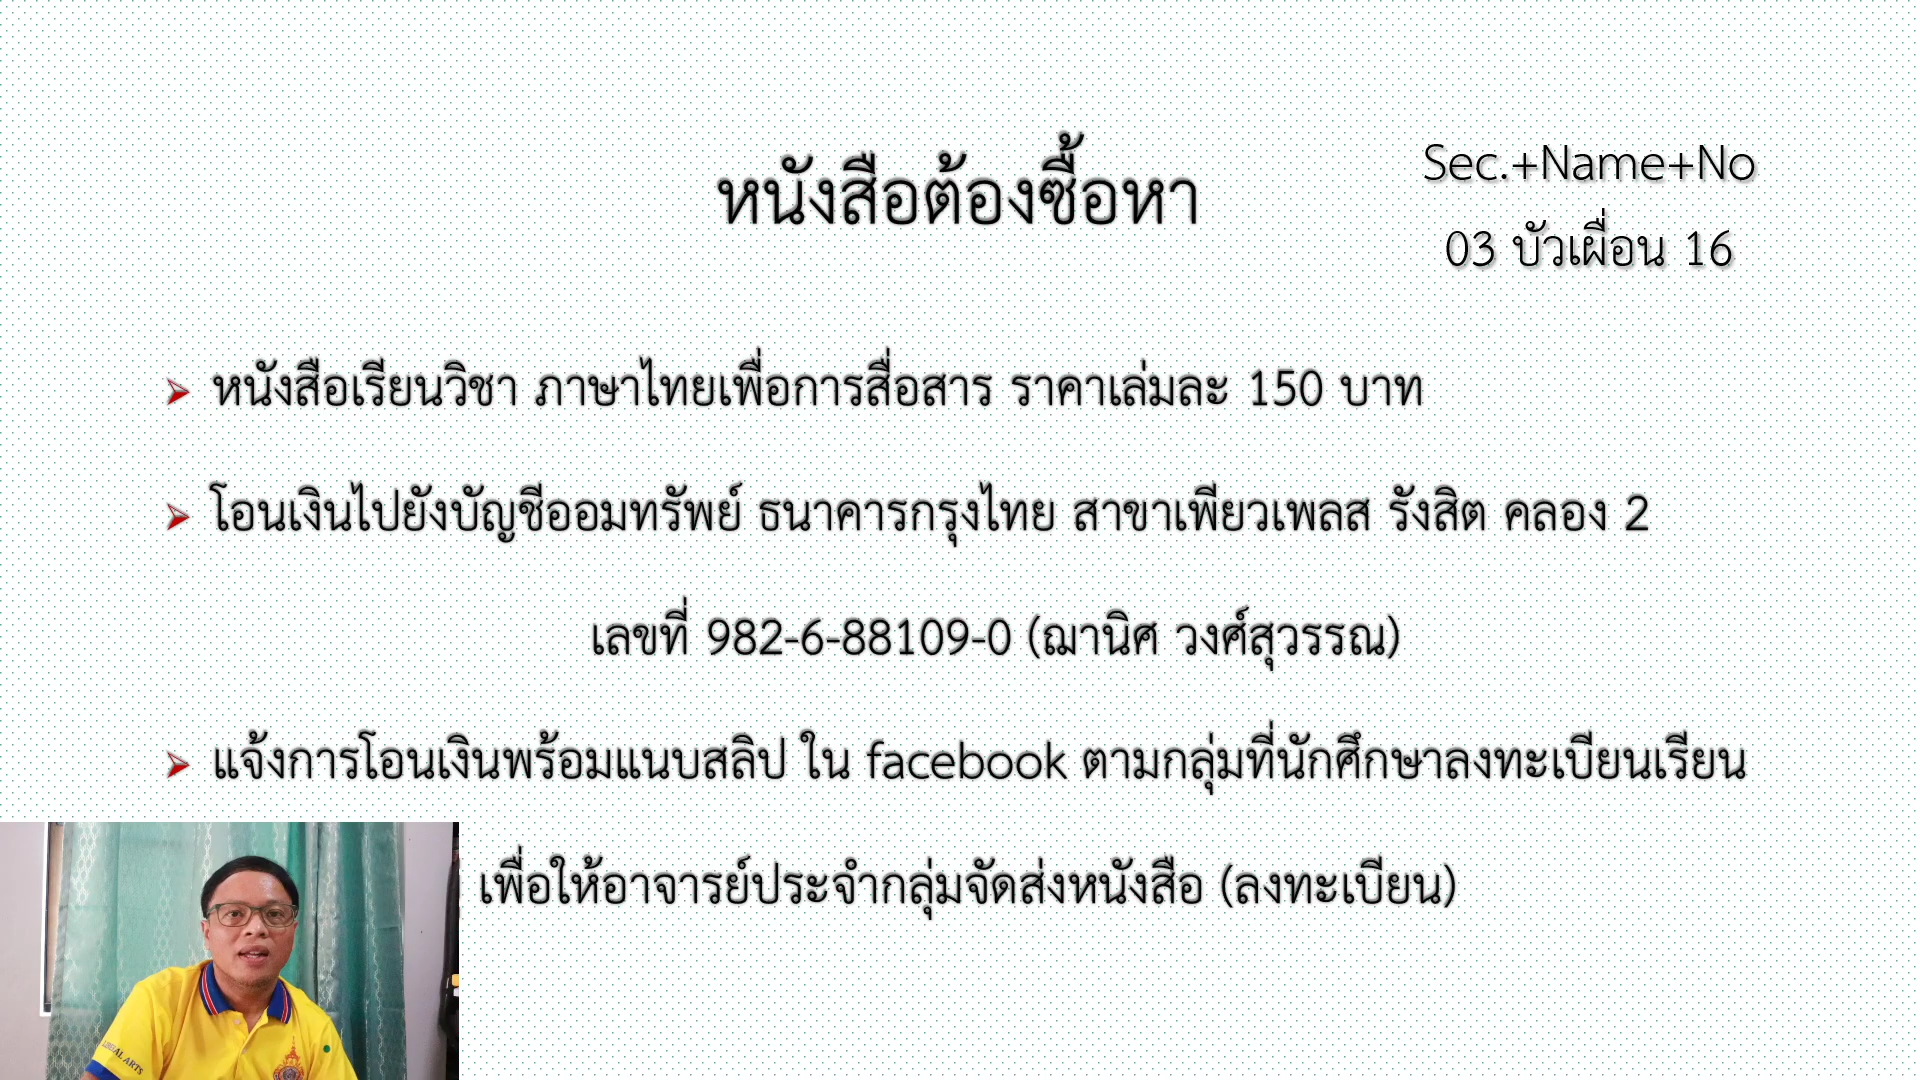 หนังสือต้องซื้อหา
Sec.+Name+No
03 บัวเผื่อน 16
หนังสือเรียนวิชา ภาษาไทยเพื่อการสื่อสาร ราคาเล่มละ 150 บาท
โอนเงินไปยังบัญชีออมทรัพย์ ธนาคารกรุงไทย สาขาเพียวเพลส รังสิต คลอง 2
เลขที่ 982-6-88109-0 (ฌานิศ วงศ์สุวรรณ)
แจ้งการโอนเงินพร้อมแนบสลิป ใน facebook ตามกลุ่มที่นักศึกษาลงทะเบียนเรียน
เพื่อให้อาจารย์ประจำกลุ่มจัดส่งหนังสือ (ลงทะเบียน)
LIBERAL ARTS